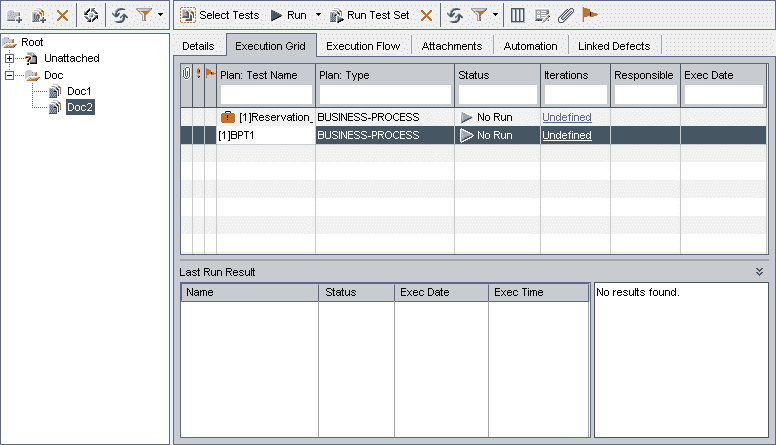 Select Tests Run Run Test Set
Root
Unattached
Doc
Doc1
Doc2
Details Execution Grid Execution Flow Attachments Automation Linked Defects
Plan: Test Name Plan: Type Status Iterations Responsible Exec Date
[1]Reservation_ BUSINESS-PROCESS No Run Undefined
[1]BPT1 BUSINESS-PROCESS No Run Undefined
Last Run Result
Name Status Exec Date Exec Time
No results found.